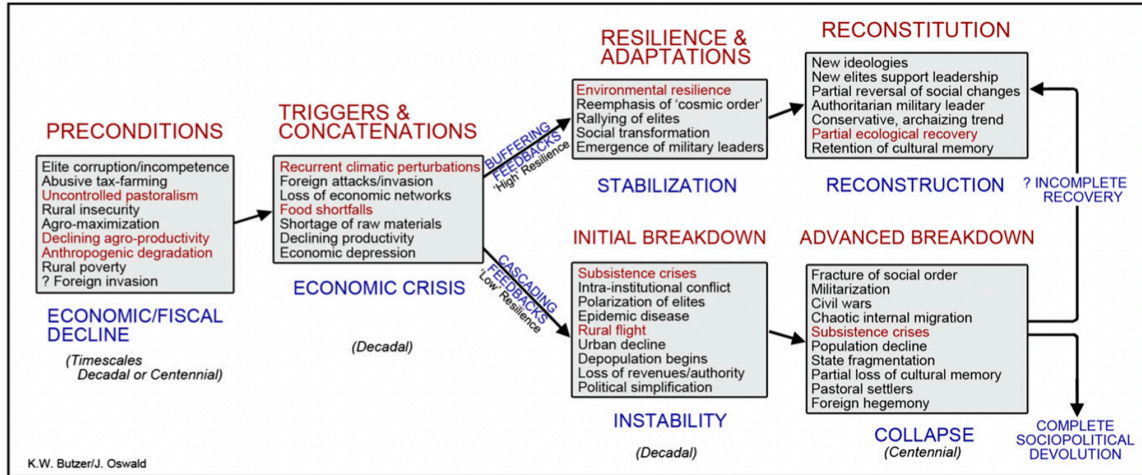 PRECONDITIONS
Elite corruption/incompetence
Abusive tax-farming
Uncontrolled pastoralism
Rural insecurity
Agro-maximization
Declining agro-productivity
Anthropogenic degradation
Rural poverty
? Foreign invasion
ECONOMIC/FISCAL
DECLINE
(Timescales
Decadal or Centennial)
TRIGGERS &
CONCATENATIONS
Recurrent climatic perturbations
Foreign attacks/invasion
Loss of economic networks
Food shortfalls
Shortage of raw materials
Declining productivity
Economic depression
ECONOMIC CRISIS
(Decadal)
BUFFERING
FEEDBACKS
'High' Resilience
RESILIENCE &
ADAPTATIONS
Environmental resilience
Reemphasis of 'cosmic order'
Rallying of elites
Social transformation
Emergence of military leaders
STABILIZATION
RECONSTITUTION
New ideologies
New elites support leadership
Partial reversal of social changes
Authoritarian military leader
Conservative, archaizing trend
Partial ecological recovery
Retention of cultural memory
RECONSTRUCTION
? INCOMPLETE
RECOVERY
CASCADING
FEEDBACKS
'Low' Resilience
INITIAL BREAKDOWN
Subsistence crises
Intra-institutional conflict
Polarization of elites
Epidemic disease
Rural flight
Urban decline
Depopulation begins
Loss of revenues/authority
Political simplification
INSTABILITY
(Decadal)
ADVANCED BREAKDOWN
Fracture of social order
Militarization
Civil wars
Chaotic internal migration
Subsistence crises
Population decline
State fragmentation
Partial loss of cultural memory
Pastoral settlers
Foreign hegemony
COLLAPSE
(Centennial)
COMPLETE
SOCIOPOLITICAL
DEVOLUTION
K.W. Butzer/J. Oswald